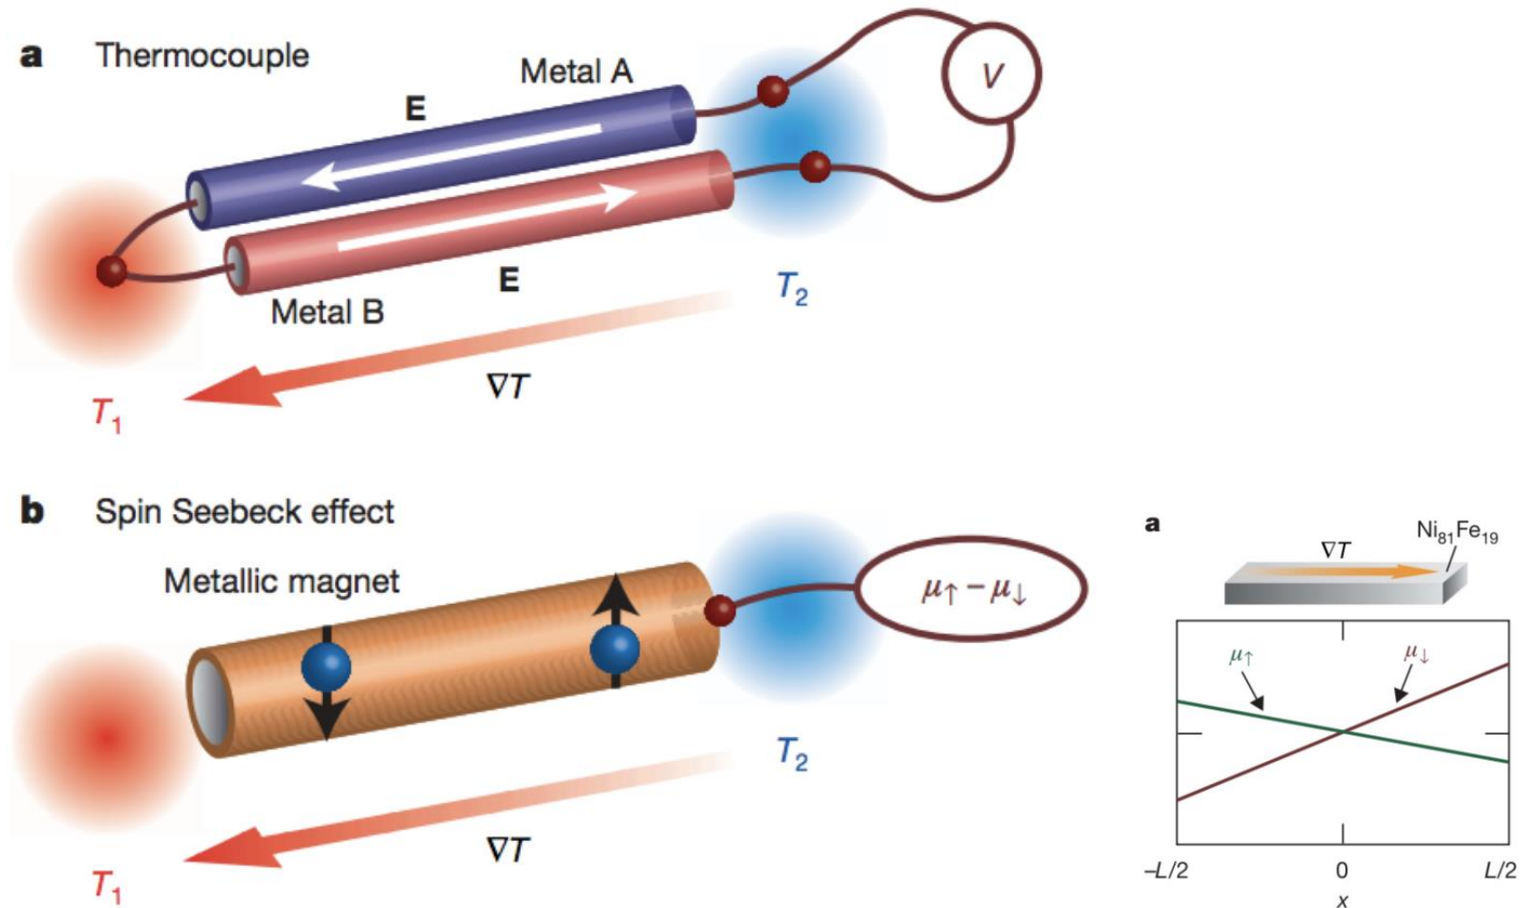 a Thermocouple
Metal A
E
V
Metal B
E
T₂
∇T
T₁
b Spin Seebeck effect
Metallic magnet
μ↑ – μ↓
T₂
∇T
T₁
a
Ni₈₁Fe₁₉
∇T
μ↑
μ↓
–L/2 0 L/2
x